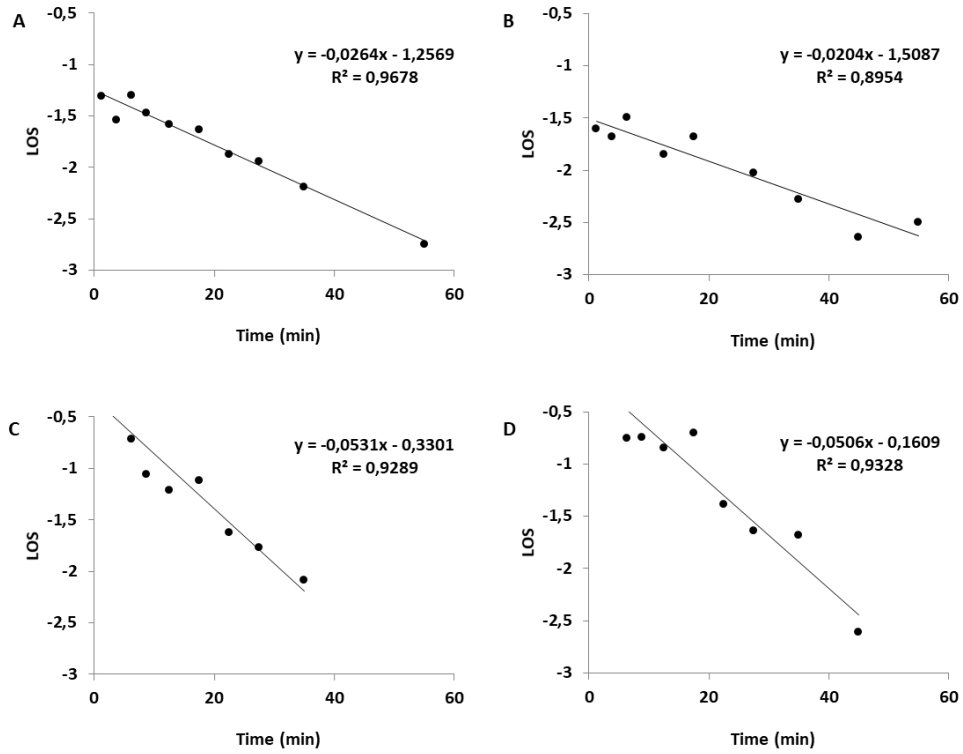 A
-0,5
-1
-1,5
-2
-2,5
-3
LOS
y = -0,0264x - 1,2569
R² = 0,9678
0 20 40 60
Time (min)
B
-0,5
-1
-1,5
-2
-2,5
-3
LOS
y = -0,0204x - 1,5087
R² = 0,8954
0 20 40 60
Time (min)
C
-0,5
-1
-1,5
-2
-2,5
-3
LOS
y = -0,0531x - 0,3301
R² = 0,9289
0 20 40 60
Time (min)
D
-0,5
-1
-1,5
-2
-2,5
-3
LOS
y = -0,0506x - 0,1609
R² = 0,9328
0 20 40 60
Time (min)